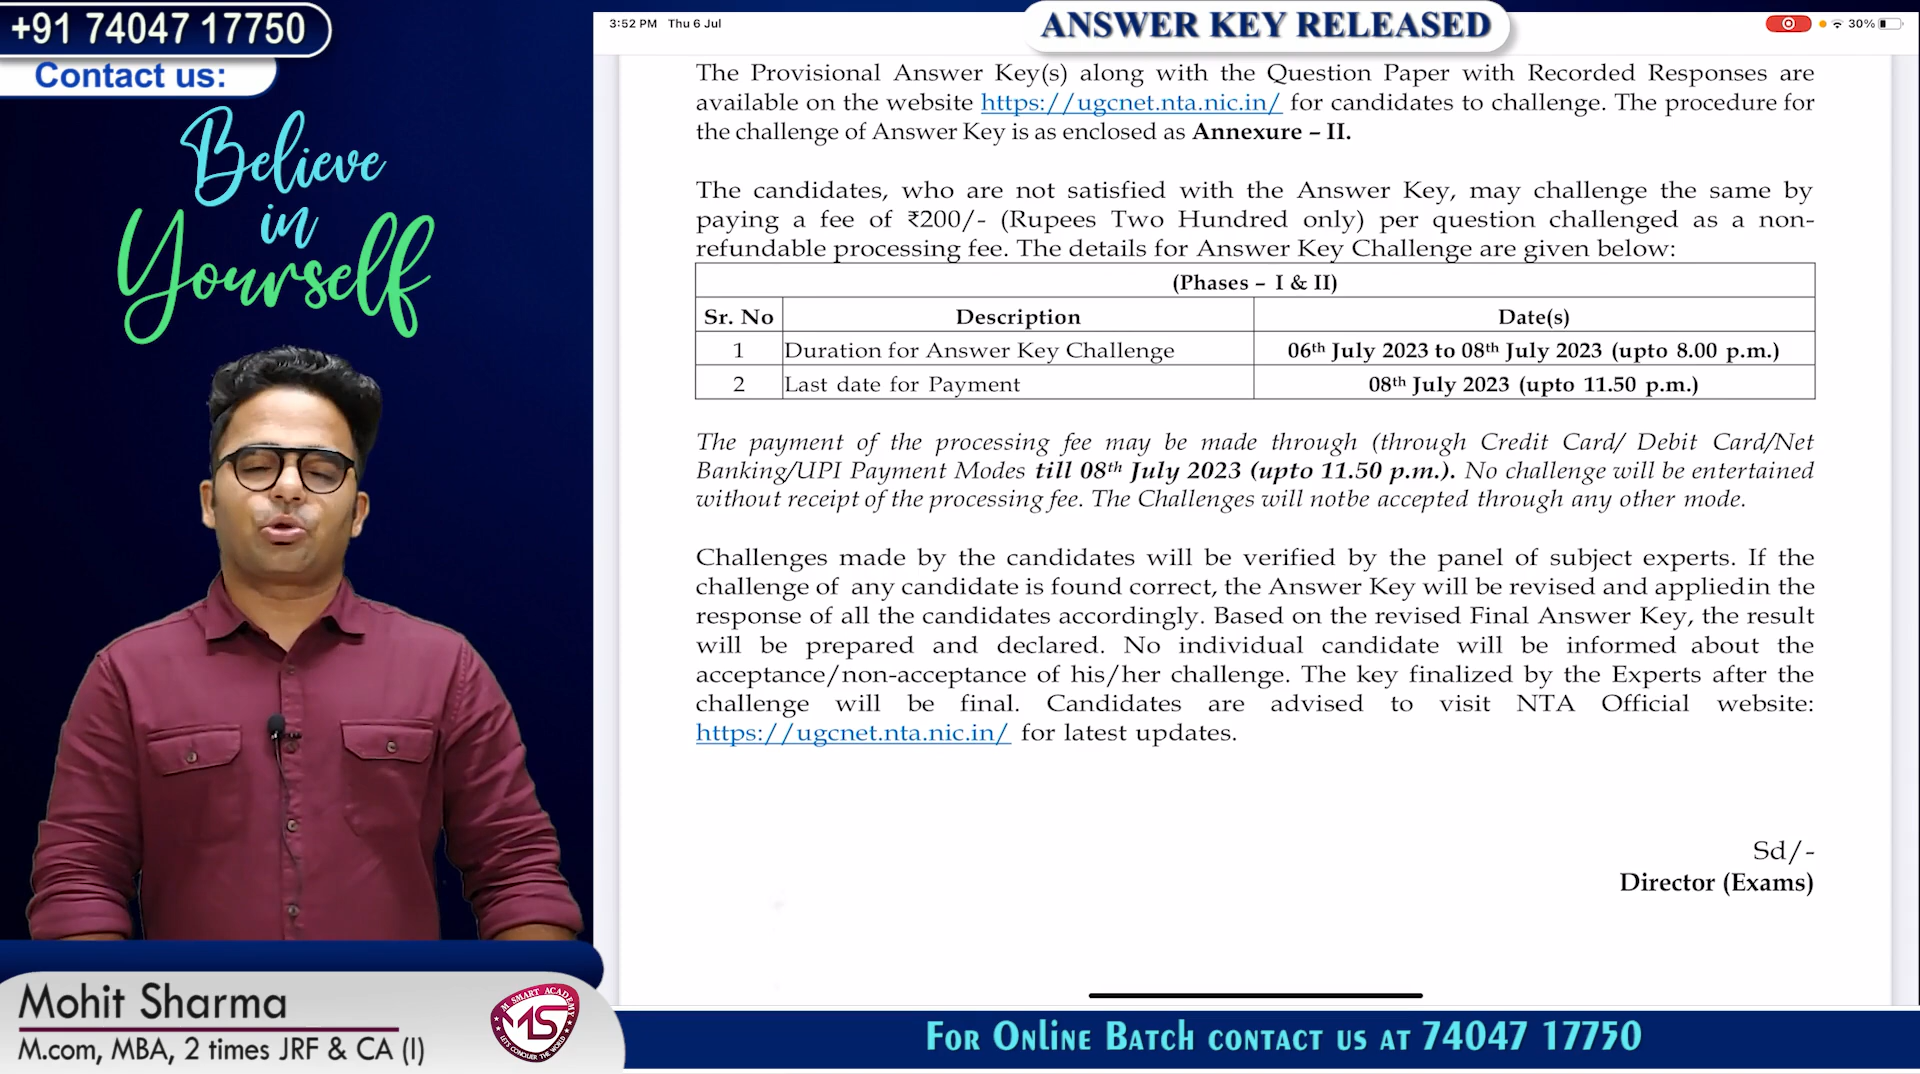 +91 74047 17750
Contact us:
Believe
in
Yourself
3:52 PM Thu 6 Jul
ANSWER KEY RELEASED
30%
The Provisional Answer Key(s) along with the Question Paper with Recorded Responses are
available on the website https://ugcnet.nta.nic.in/ for candidates to challenge. The procedure for
the challenge of Answer Key is as enclosed as Annexure – II.
The candidates, who are not satisfied with the Answer Key, may challenge the same by
paying a fee of ₹200/- (Rupees Two Hundred only) per question challenged as a non-
refundable processing fee. The details for Answer Key Challenge are given below:
(Phases – I & II)
Sr. No Description Date(s)
1 Duration for Answer Key Challenge 06th July 2023 to 08th July 2023 (upto 8.00 p.m.)
2 Last date for Payment 08th July 2023 (upto 11.50 p.m.)
The payment of the processing fee may be made through (through Credit Card/ Debit Card/Net
Banking/UPI Payment Modes till 08th July 2023 (upto 11.50 p.m.). No challenge will be entertained
without receipt of the processing fee. The Challenges will notbe accepted through any other mode.
Challenges made by the candidates will be verified by the panel of subject experts. If the
challenge of any candidate is found correct, the Answer Key will be revised and appliedin the
response of all the candidates accordingly. Based on the revised Final Answer Key, the result
will be prepared and declared. No individual candidate will be informed about the
acceptance/non-acceptance of his/her challenge. The key finalized by the Experts after the
challenge will be final. Candidates are advised to visit NTA Official website:
https://ugcnet.nta.nic.in/ for latest updates.
Sd/-
Director (Exams)
Mohit Sharma
M.com, MBA, 2 times JRF & CA (I)
M SMART ACADEMY
MS
LETS CONQUER THE WORLD
For Online Batch contact us at 74047 17750